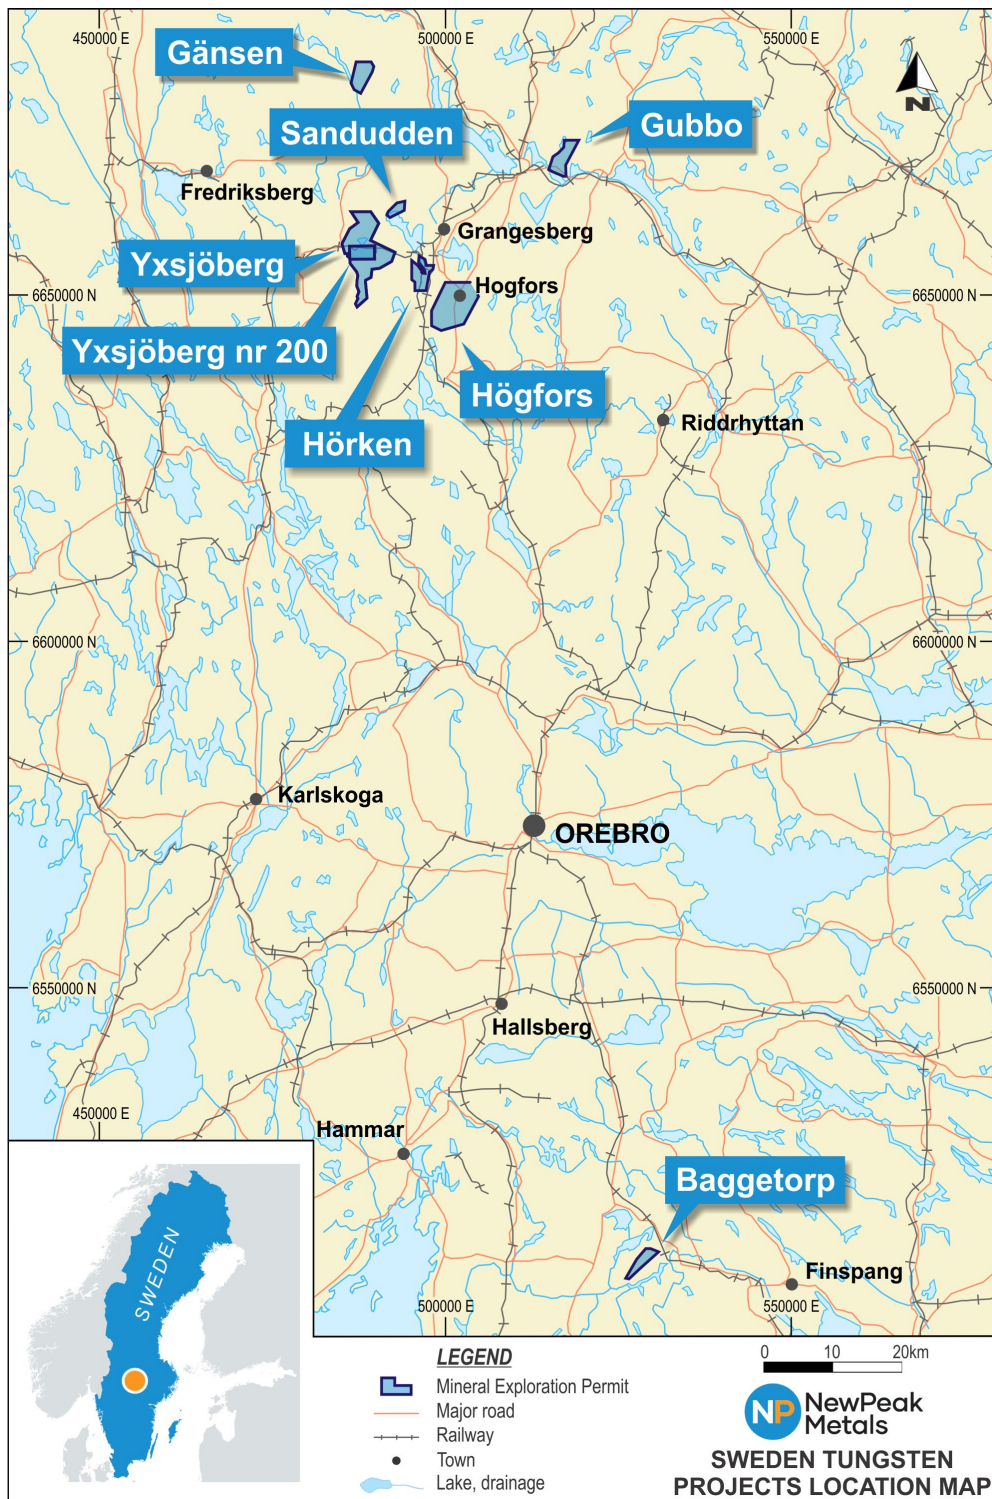 450000 E
500000 E
550000 E
Gänsen
N
Sandudden
Gubbo
Fredriksberg
Grangesberg
Yxsjöberg
Hogfors
6650000 N
6650000 N
Yxsjöberg nr 200
Högfors
Hörken
Riddrhyttan
6600000 N
6600000 N
Karlskoga
OREBRO
6550000 N
6550000 N
Hallsberg
450000 E
Hammar
Baggetorp
Finspang
500000 E
550000 E
SWEDEN
LEGEND
Mineral Exploration Permit
Major road
Railway
Town
Lake, drainage
0 10 20km
NP NewPeak
Metals
SWEDEN TUNGSTEN
PROJECTS LOCATION MAP